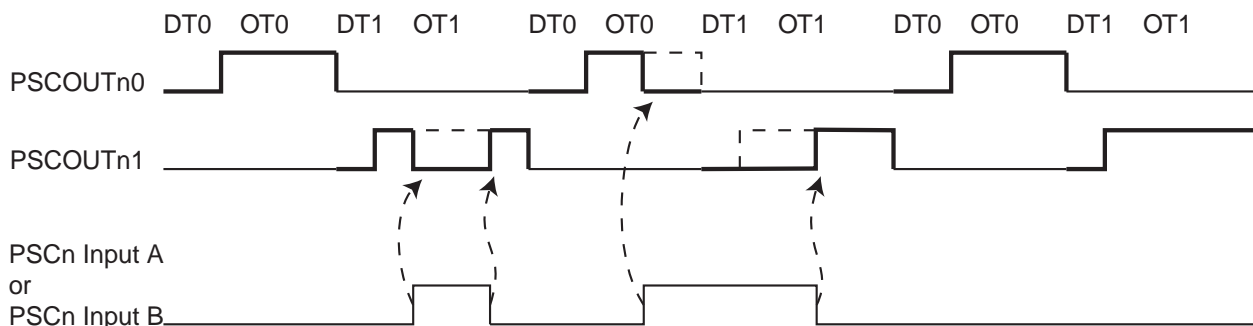 DT0 OT0 DT1 OT1 DT0 OT0 DT1 OT1 DT0 OT0 DT1 OT1
PSCOUTn0
PSCOUTn1
PSCn Input A
or
PSCn Input B